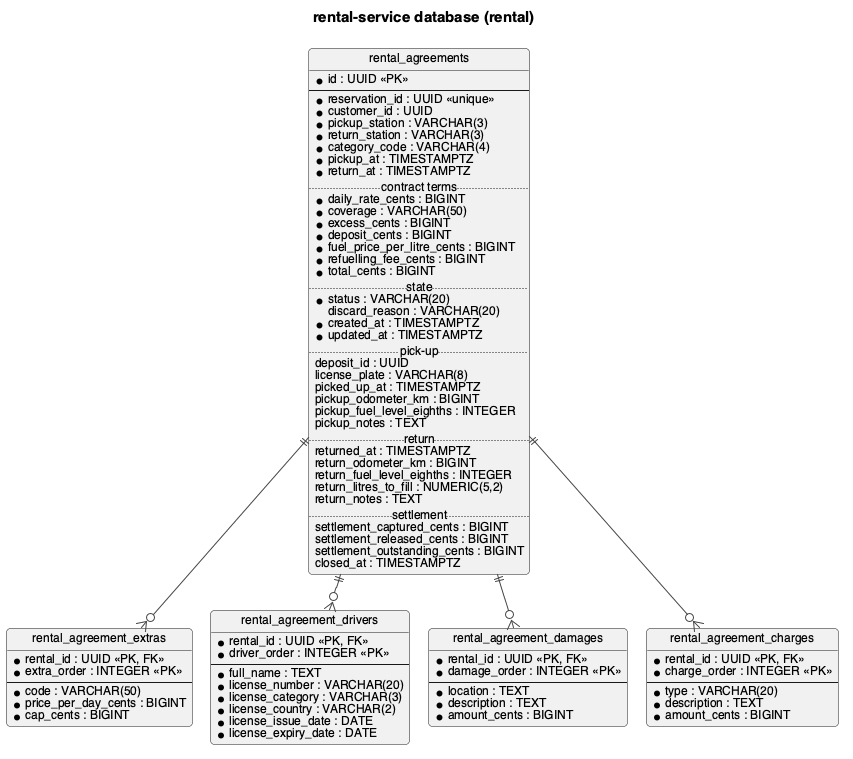 rental-service database (rental)
rental_agreements
id : UUID «PK»
reservation_id : UUID «unique»
customer_id : UUID
pickup_station : VARCHAR(3)
return_station : VARCHAR(3)
category_code : VARCHAR(4)
pickup_at : TIMESTAMPTZ
return_at : TIMESTAMPTZ
contract terms
daily_rate_cents : BIGINT
coverage : VARCHAR(50)
excess_cents : BIGINT
deposit_cents : BIGINT
fuel_price_per_litre_cents : BIGINT
refuelling_fee_cents : BIGINT
total_cents : BIGINT
state
status : VARCHAR(20)
discard_reason : VARCHAR(20)
created_at : TIMESTAMPTZ
updated_at : TIMESTAMPTZ
pick-up
deposit_id : UUID
license_plate : VARCHAR(8)
picked_up_at : TIMESTAMPTZ
pickup_odometer_km : BIGINT
pickup_fuel_level_eighths : INTEGER
pickup_notes : TEXT
return
returned_at : TIMESTAMPTZ
return_odometer_km : BIGINT
return_fuel_level_eighths : INTEGER
return_litres_to_fill : NUMERIC(5,2)
return_notes : TEXT
settlement
settlement_captured_cents : BIGINT
settlement_released_cents : BIGINT
settlement_outstanding_cents : BIGINT
closed_at : TIMESTAMPTZ
rental_agreement_extras
rental_id : UUID «PK, FK»
extra_order : INTEGER «PK»
code : VARCHAR(50)
price_per_day_cents : BIGINT
cap_cents : BIGINT
rental_agreement_drivers
rental_id : UUID «PK, FK»
driver_order : INTEGER «PK»
full_name : TEXT
license_number : VARCHAR(20)
license_category : VARCHAR(3)
license_country : VARCHAR(2)
license_issue_date : DATE
license_expiry_date : DATE
rental_agreement_damages
rental_id : UUID «PK, FK»
damage_order : INTEGER «PK»
location : TEXT
description : TEXT
amount_cents : BIGINT
rental_agreement_charges
rental_id : UUID «PK, FK»
charge_order : INTEGER «PK»
type : VARCHAR(20)
description : TEXT
amount_cents : BIGINT